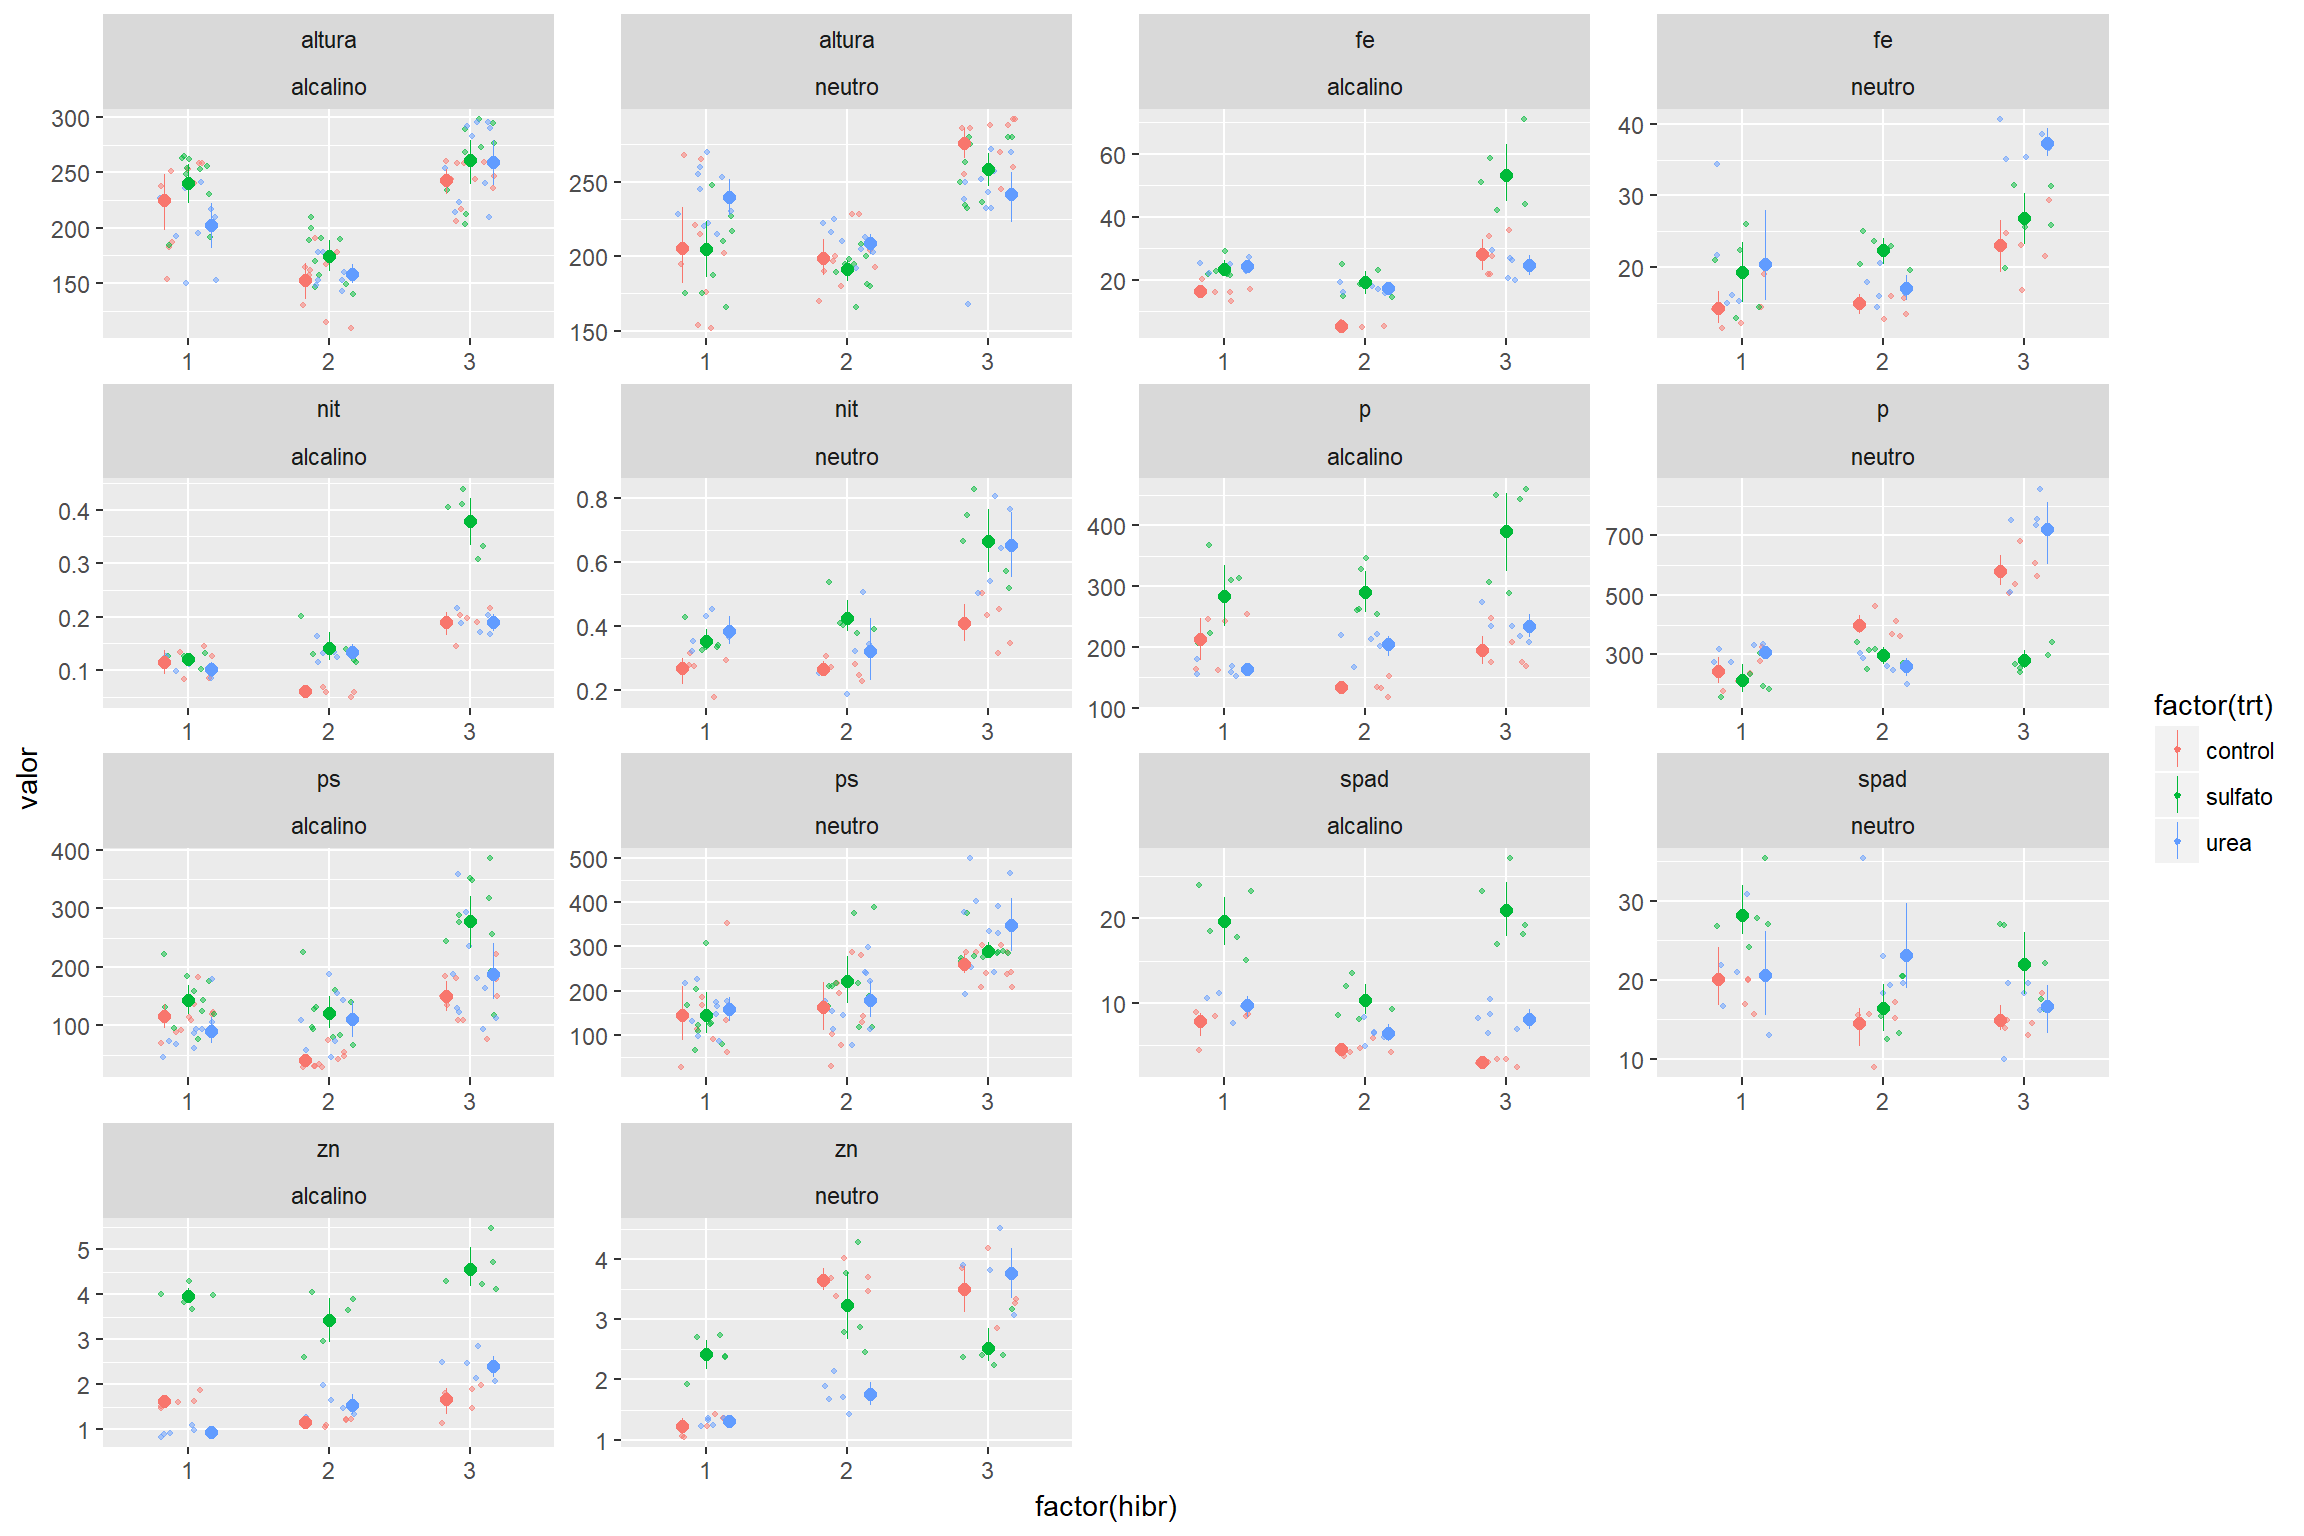 altura
alcalino
300
250
200
150
1 2 3
altura
neutro
250
200
150
1 2 3
fe
alcalino
60
40
20
1 2 3
fe
neutro
40
30
20
1 2 3
nit
alcalino
0.4
0.3
0.2
0.1
1 2 3
nit
neutro
0.8
0.6
0.4
0.2
1 2 3
p
alcalino
400
300
200
100
1 2 3
p
neutro
700
500
300
1 2 3
ps
alcalino
400
300
200
100
1 2 3
ps
neutro
500
400
300
200
100
1 2 3
spad
alcalino
20
10
1 2 3
spad
neutro
30
20
10
1 2 3
zn
alcalino
5
4
3
2
1
1 2 3
zn
neutro
4
3
2
1
1 2 3
valor
factor(hibr)
factor(trt)
control
sulfato
urea